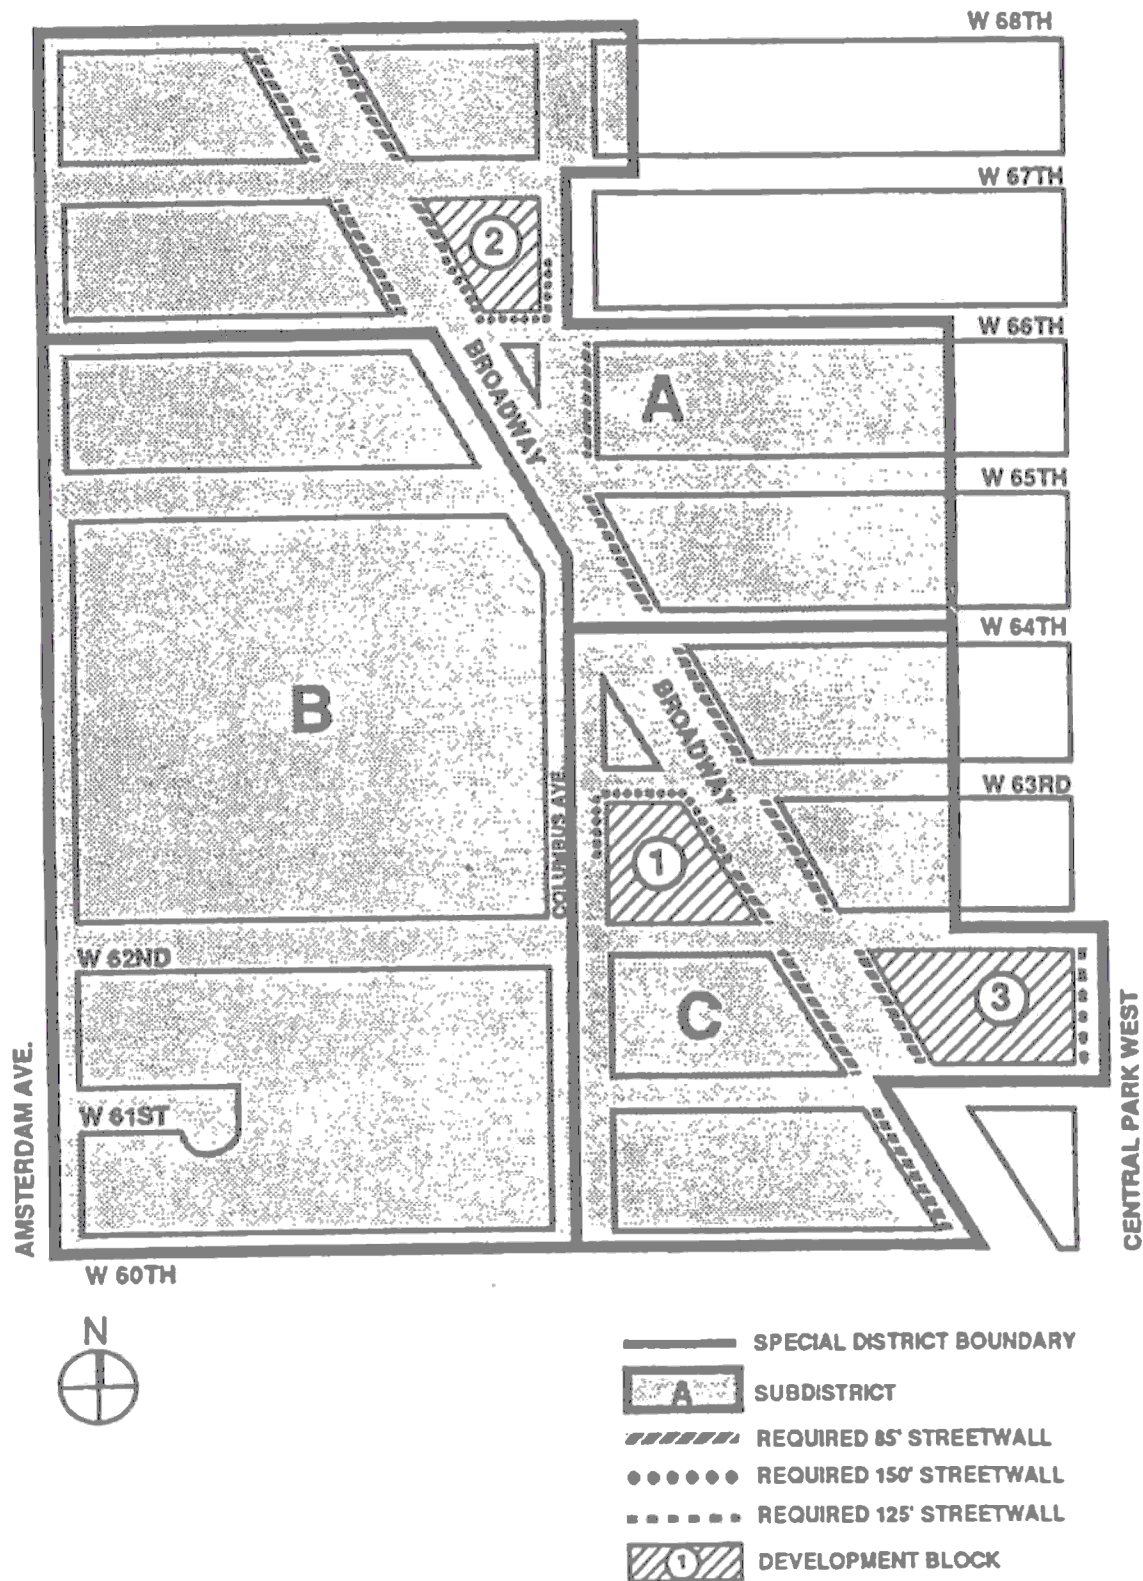 W 68TH
W 67TH
2
W 66TH
BROADWAY
A
W 65TH
W 64TH
B
BROADWAY
W 63RD
COLUMBUS AVE.
1
W 62ND
C
3
AMSTERDAM AVE.
W 61ST
CENTRAL PARK WEST
W 60TH
N
SPECIAL DISTRICT BOUNDARY
A SUBDISTRICT
REQUIRED 85' STREETWALL
REQUIRED 150' STREETWALL
REQUIRED 125' STREETWALL
1 DEVELOPMENT BLOCK